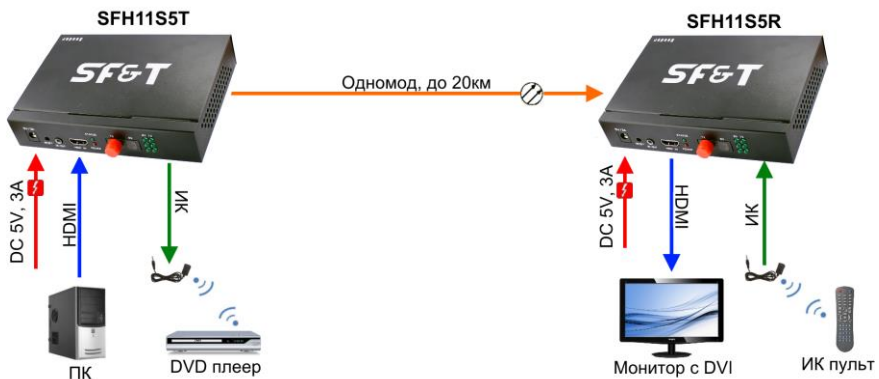 SFH11S5T
SFH11S5R
SF&T
SF&T
Одномод, до 20км
DC 5V, 3A
HDMI
ИК
DC 5V, 3A
HDMI
ИК
ПК
DVD плеер
Монитор с DVI
ИК пульт